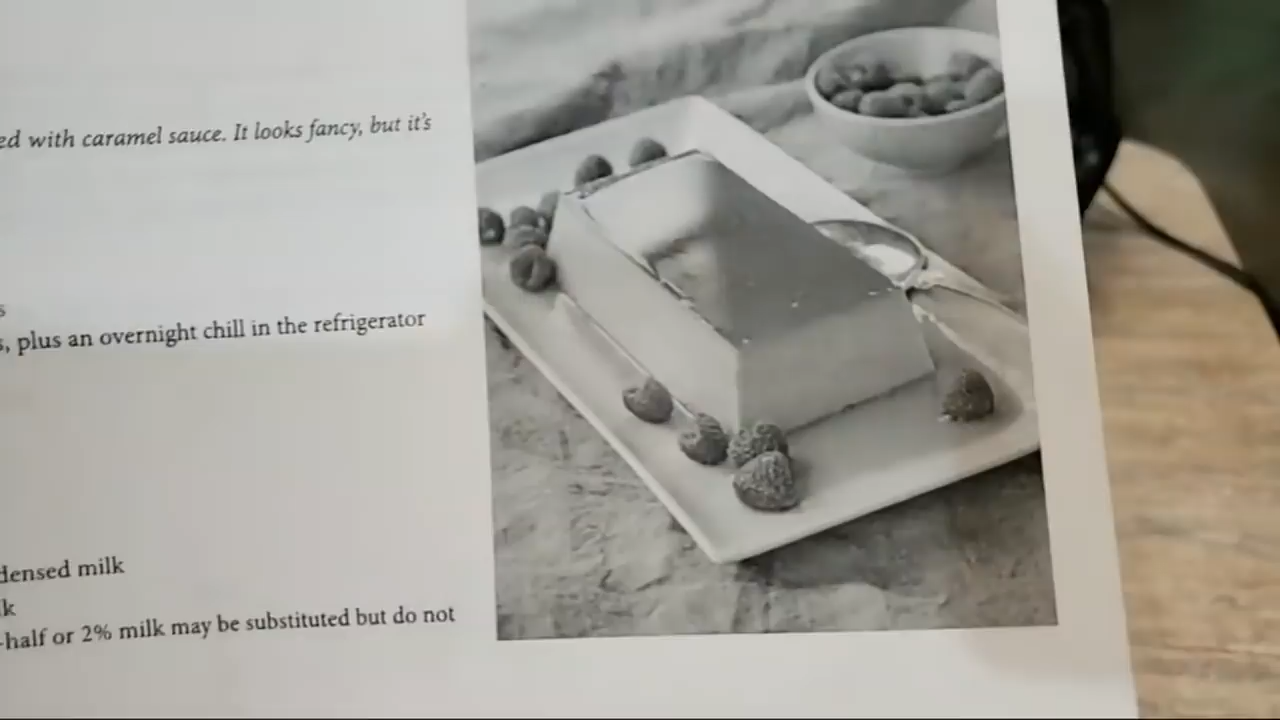 ed with caramel sauce. It looks fancy, but it's
s
s, plus an overnight chill in the refrigerator
densed milk
lk
-half or 2% milk may be substituted but do not